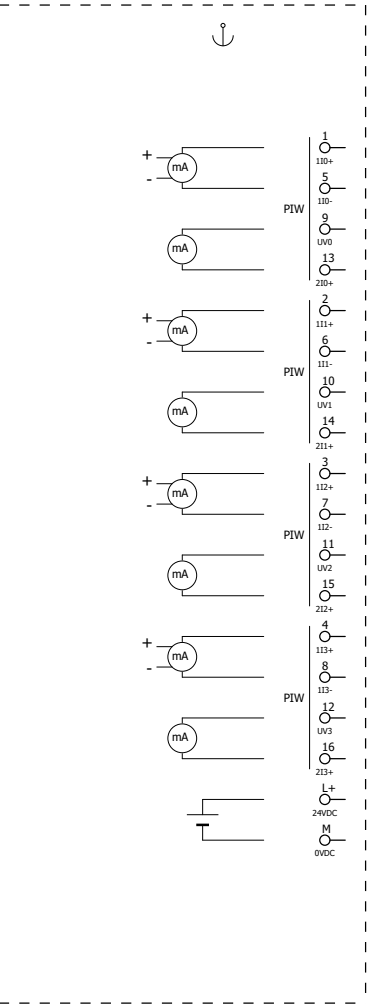 1
+
mA
1I0+
-
5
1I0-
PIW
9
UV0
mA
13
2I0+
2
+
mA
1I1+
-
6
1I1-
PIW
10
UV1
mA
14
2I1+
3
+
mA
1I2+
-
7
1I2-
PIW
11
UV2
mA
15
2I2+
4
+
mA
1I3+
-
8
1I3-
PIW
12
UV3
mA
16
2I3+
L+
24VDC
M
0VDC